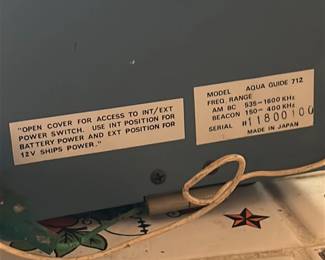 "OPEN COVER FOR ACCESS TO INT/EXT
POWER SWITCH. USE INT POSITION FOR
BATTERY POWER AND EXT POSITION FOR
12V SHIPS POWER."
MODEL AQUA GUIDE 712
FREQ. RANGE
AM BC 535-1600 KHz
BEACON 150-400 KHz
SERIAL #11800100
MADE IN JAPAN